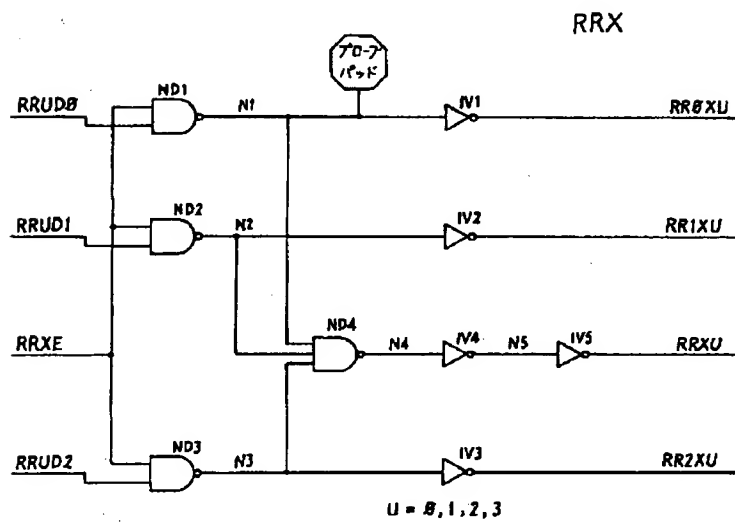 RRX
プローブ
パッド
ND1
N1
IV1
RRUD0
RR0XU
ND2
N2
IV2
RRUD1
RR1XU
ND4
RRXE
N4
IV4
N5
IV5
RRXU
ND3
N3
IV3
RRUD2
RR2XU
U = 0,1,2,3